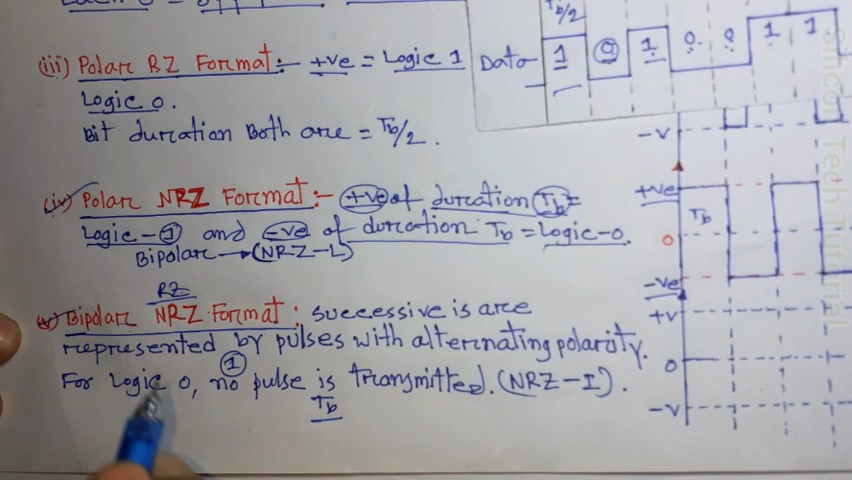 (iii) Polar RZ Format :- +ve = Logic 1
Logic 0.
Bit duration Both are = Tb/2.
(iv) Polar NRZ Format :- +ve of duration Tb =
Logic-1 and -ve of duration Tb = Logic-0.
Bipolar → (NRZ-L)
RZ
(v) Bipolar NRZ Format : successive is are
represented by pulses with alternating polarity.
1
For Logic 0, no pulse is transmitted. (NRZ-I).
Tb
Tb/2
Data 1 0 1 0 0 1 1
-V
+ve
Tb
0
-ve
+V
0
-V
Silicon Tech Tutorial